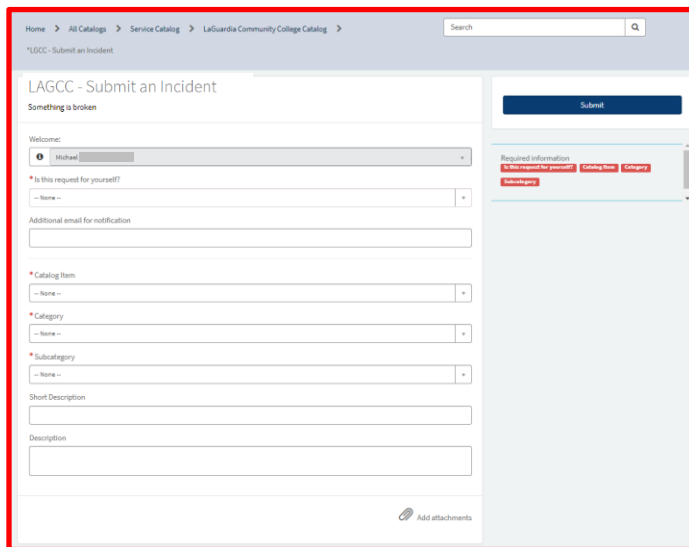 Home > All Catalogs > Service Catalog > LaGuardia Community College Catalog >
Search
*LGCC - Submit an Incident
LAGCC - Submit an Incident
Something is broken
Submit
Welcome:
Michael
Required information
Is this request for yourself? Catalog Item Category
Subcategory
* Is this request for yourself?
-- None --
Additional email for notification
* Catalog Item
-- None --
* Category
-- None --
* Subcategory
-- None --
Short Description
Description
Add attachments